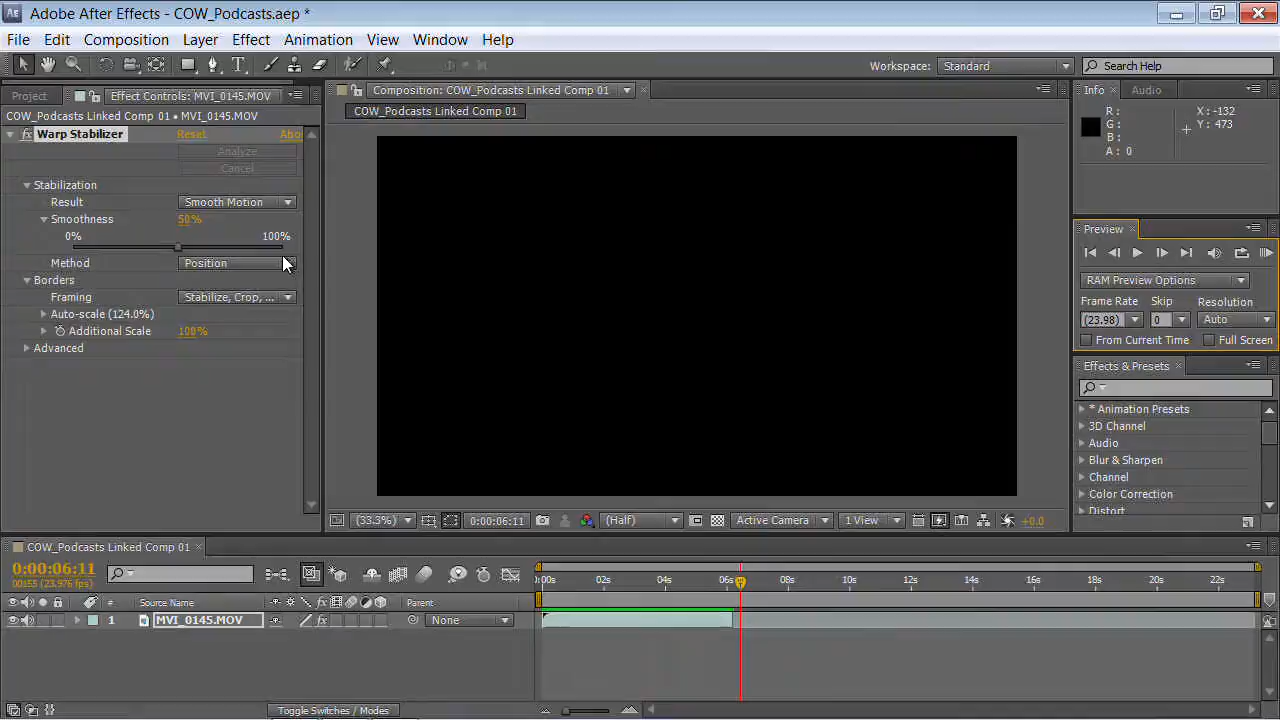 Ae Adobe After Effects - COW_Podcasts.aep *
File Edit Composition Layer Effect Animation View Window Help
Workspace: Standard Search Help
Project Effect Controls: MVI_0145.MOV
COW_Podcasts Linked Comp 01 • MVI_0145.MOV
fx Warp Stabilizer Reset Abo
Analyze
Cancel
Stabilization
Result Smooth Motion
Smoothness 50%
0% 100%
Method Position
Borders
Framing Stabilize, Crop, ...
Auto-scale (124.0%)
Additional Scale 100%
Advanced
Composition: COW_Podcasts Linked Comp 01
COW_Podcasts Linked Comp 01
(33.3%) 0:00:06:11 (Half) Active Camera 1 View +0.0
Info Audio
R : X : -132
G : Y : 473
B :
A : 0
Preview
RAM Preview Options
Frame Rate Skip Resolution
(23.98) 0 Auto
From Current Time Full Screen
Effects & Presets
* Animation Presets
3D Channel
Audio
Blur & Sharpen
Channel
Color Correction
Distort
COW_Podcasts Linked Comp 01
0:00:06:11
00155 (23.976 fps)
# Source Name fx Parent
1 MVI_0145.MOV fx None
0:00s 02s 04s 06s 08s 10s 12s 14s 16s 18s 20s 22s
Toggle Switches / Modes